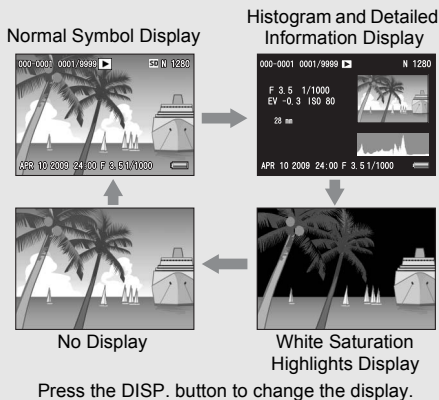 Normal Symbol Display
Histogram and Detailed
Information Display
000-0001 0001/9999 SD N 1280
APR 10 2009 24:00 F 3.5 1/1000
000-0001 0001/9999 N 1280
F 3.5 1/1000
EV -0.3 ISO 80
28 mm
APR 10 2009 24:00 F 3.5 1/1000
No Display
White Saturation
Highlights Display
Press the DISP. button to change the display.